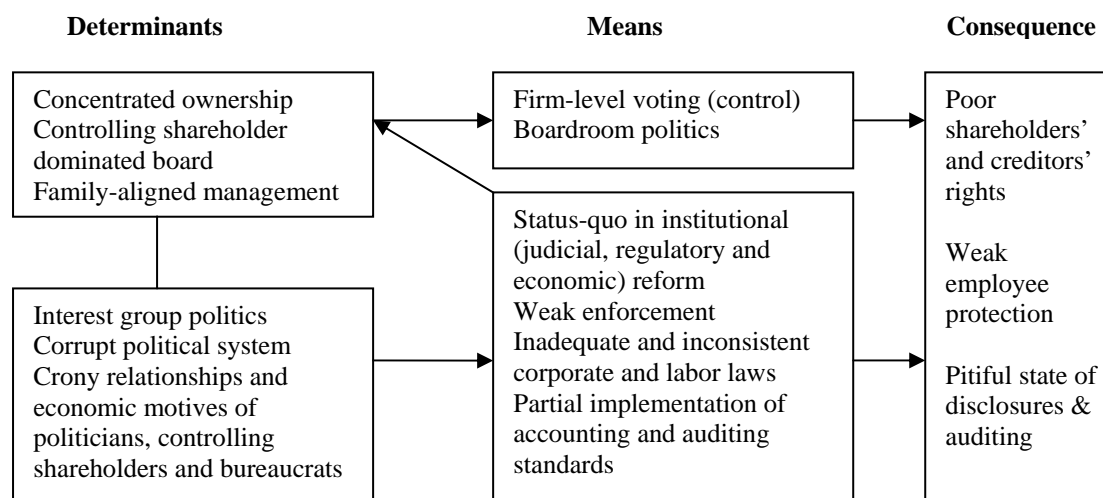 Determinants
Means
Consequence
Concentrated ownership
Controlling shareholder
dominated board
Family-aligned management
Firm-level voting (control)
Boardroom politics
Poor
shareholders’
and creditors’
rights
Weak
employee
protection
Pitiful state of
disclosures &
auditing
Interest group politics
Corrupt political system
Crony relationships and
economic motives of
politicians, controlling
shareholders and bureaucrats
Status-quo in institutional
(judicial, regulatory and
economic) reform
Weak enforcement
Inadequate and inconsistent
corporate and labor laws
Partial implementation of
accounting and auditing
standards